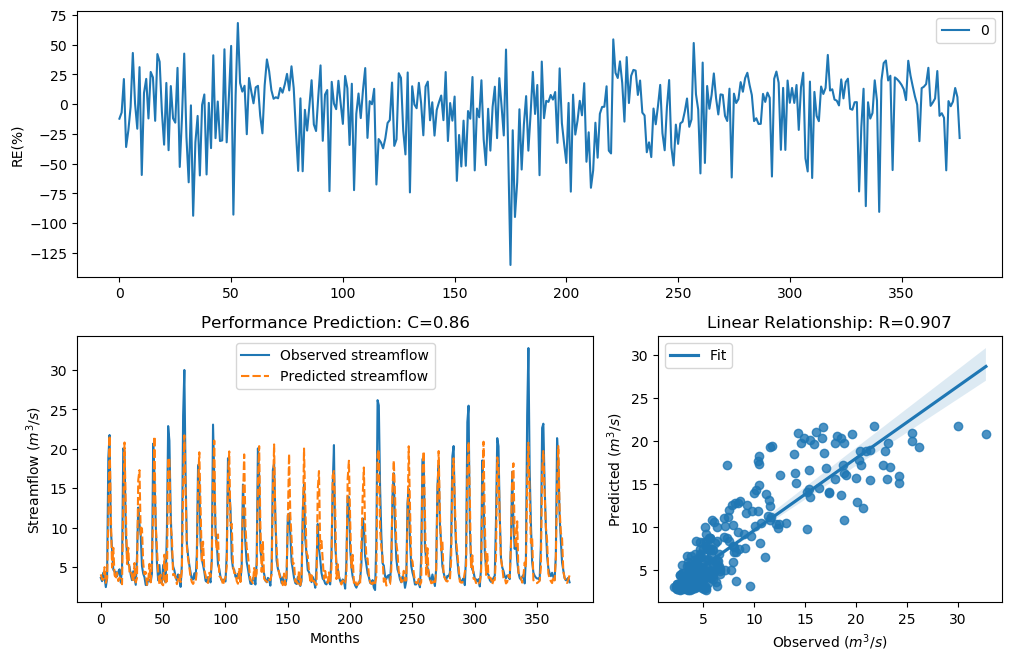 75
50
25
0
−25
−50
−75
−100
−125
RE(%)
0
0 50 100 150 200 250 300 350
Performance Prediction: C=0.86
Observed streamflow
Predicted streamflow
30
25
20
15
10
5
Streamflow (m³/s)
0 50 100 150 200 250 300 350
Months
Linear Relationship: R=0.907
Fit
30
25
20
15
10
5
Predicted (m³/s)
5 10 15 20 25 30
Observed (m³/s)